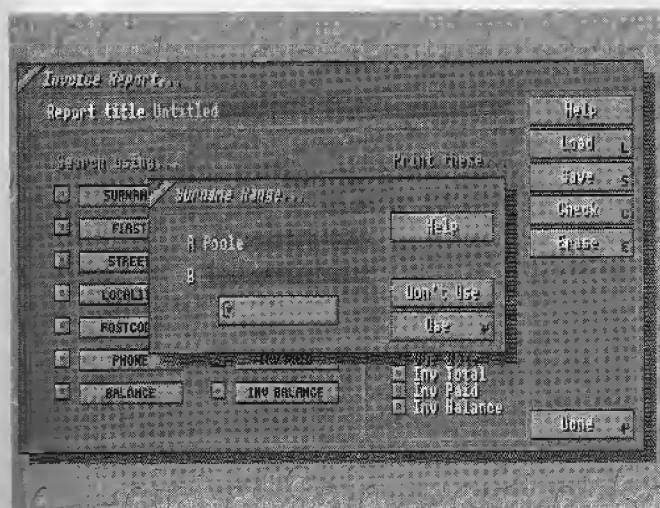 Invoice Report...
Report title Untitled
Help
Load L
Search using...
Print these...
Save S
SURNA
Surname Range...
Check C
FIRST
Help
Erase E
A Poole
STREET
B
LOCALI
Don't Use
POSTCOD
Use
PHONE
Inv Total
BALANCE
INV BALANCE
Inv Paid
Inv Balance
Done